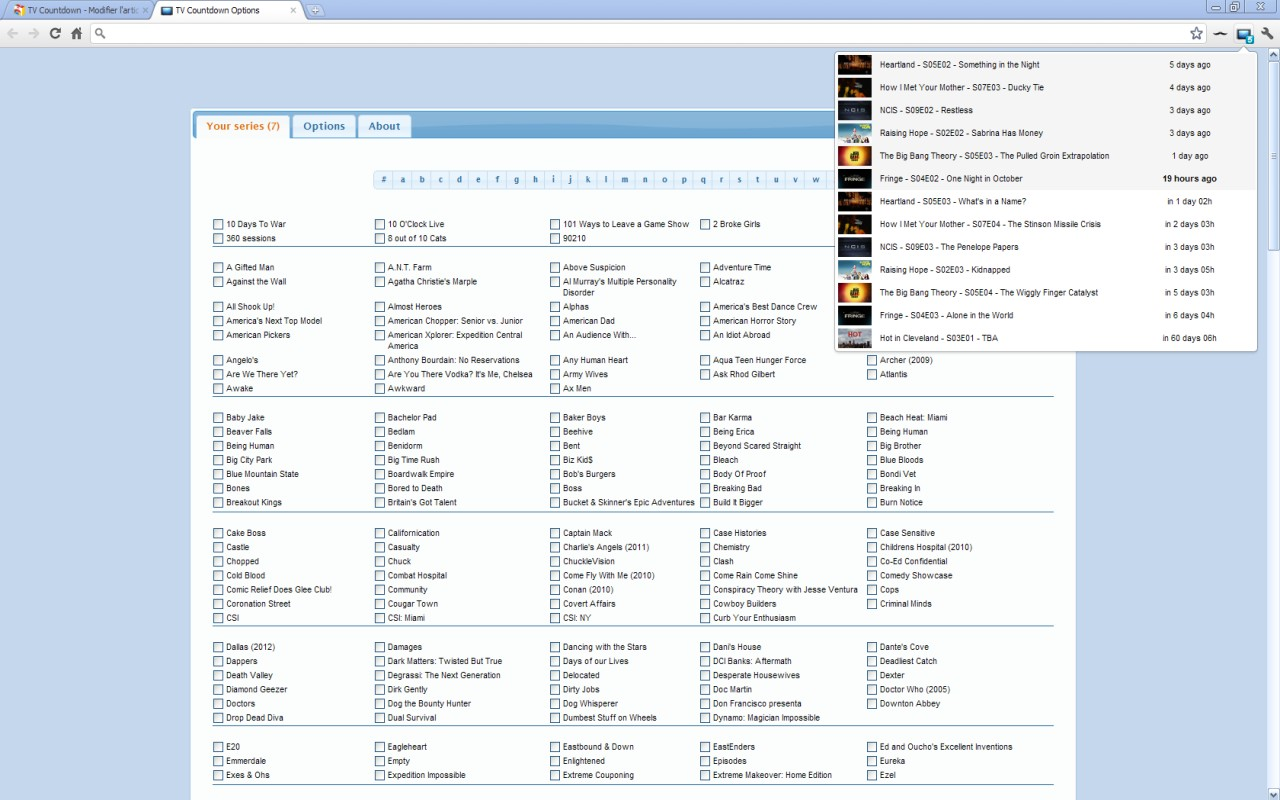 TV Countdown - Modifier l'artic
TV Countdown Options
Your series (7) Options About
# a b c d e f g h i j k l m n o p q r s t u v w
Heartland - S05E02 - Something in the Night 5 days ago
How I Met Your Mother - S07E03 - Ducky Tie 4 days ago
NCIS - S09E02 - Restless 3 days ago
Raising Hope - S02E02 - Sabrina Has Money 3 days ago
The Big Bang Theory - S05E03 - The Pulled Groin Extrapolation 1 day ago
Fringe - S04E02 - One Night in October 19 hours ago
Heartland - S05E03 - What's in a Name? in 1 day 02h
How I Met Your Mother - S07E04 - The Stinson Missile Crisis in 2 days 03h
NCIS - S09E03 - The Penelope Papers in 3 days 03h
Raising Hope - S02E03 - Kidnapped in 3 days 05h
The Big Bang Theory - S05E04 - The Wiggly Finger Catalyst in 5 days 03h
Fringe - S04E03 - Alone in the World in 6 days 04h
Hot in Cleveland - S03E01 - TBA in 60 days 06h
10 Days To War 10 O'Clock Live 101 Ways to Leave a Game Show 2 Broke Girls
360 sessions 8 out of 10 Cats 90210
A Gifted Man A.N.T. Farm Above Suspicion Adventure Time
Against the Wall Agatha Christie's Marple Al Murray's Multiple Personality Disorder Alcatraz
All Shook Up! Almost Heroes Alphas America's Best Dance Crew
America's Next Top Model American Chopper: Senior vs. Junior American Dad American Horror Story
American Pickers American Xplorer: Expedition Central America An Audience With... An Idiot Abroad
Angelo's Anthony Bourdain: No Reservations Any Human Heart Aqua Teen Hunger Force Archer (2009)
Are We There Yet? Are You There Vodka? It's Me, Chelsea Army Wives Ask Rhod Gilbert Atlantis
Awake Awkward Ax Men
Baby Jake Bachelor Pad Baker Boys Bar Karma Beach Heat: Miami
Beaver Falls Bedlam Beehive Being Erica Being Human
Being Human Benidorm Bent Beyond Scared Straight Big Brother
Big City Park Big Time Rush Biz Kid$ Bleach Blue Bloods
Blue Mountain State Boardwalk Empire Bob's Burgers Body Of Proof Bondi Vet
Bones Bored to Death Boss Breaking Bad Breaking In
Breakout Kings Britain's Got Talent Bucket & Skinner's Epic Adventures Build It Bigger Burn Notice
Cake Boss Californication Captain Mack Case Histories Case Sensitive
Castle Casualty Charlie's Angels (2011) Chemistry Childrens Hospital (2010)
Chopped Chuck ChuckleVision Clash Co-Ed Confidential
Cold Blood Combat Hospital Come Fly With Me (2010) Come Rain Come Shine Comedy Showcase
Comic Relief Does Glee Club! Community Conan (2010) Conspiracy Theory with Jesse Ventura Cops
Coronation Street Cougar Town Covert Affairs Cowboy Builders Criminal Minds
CSI CSI: Miami CSI: NY Curb Your Enthusiasm
Dallas (2012) Damages Dancing with the Stars Dani's House Dante's Cove
Dappers Dark Matters: Twisted But True Days of our Lives DCI Banks: Aftermath Deadliest Catch
Death Valley Degrassi: The Next Generation Delocated Desperate Housewives Dexter
Diamond Geezer Dirk Gently Dirty Jobs Doc Martin Doctor Who (2005)
Doctors Dog the Bounty Hunter Dog Whisperer Don Francisco presenta Downton Abbey
Drop Dead Diva Dual Survival Dumbest Stuff on Wheels Dynamo: Magician Impossible
E20 Eagleheart Eastbound & Down EastEnders Ed and Oucho's Excellent Inventions
Emmerdale Empty Enlightened Episodes Eureka
Exes & Ohs Expedition Impossible Extreme Couponing Extreme Makeover: Home Edition Ezel